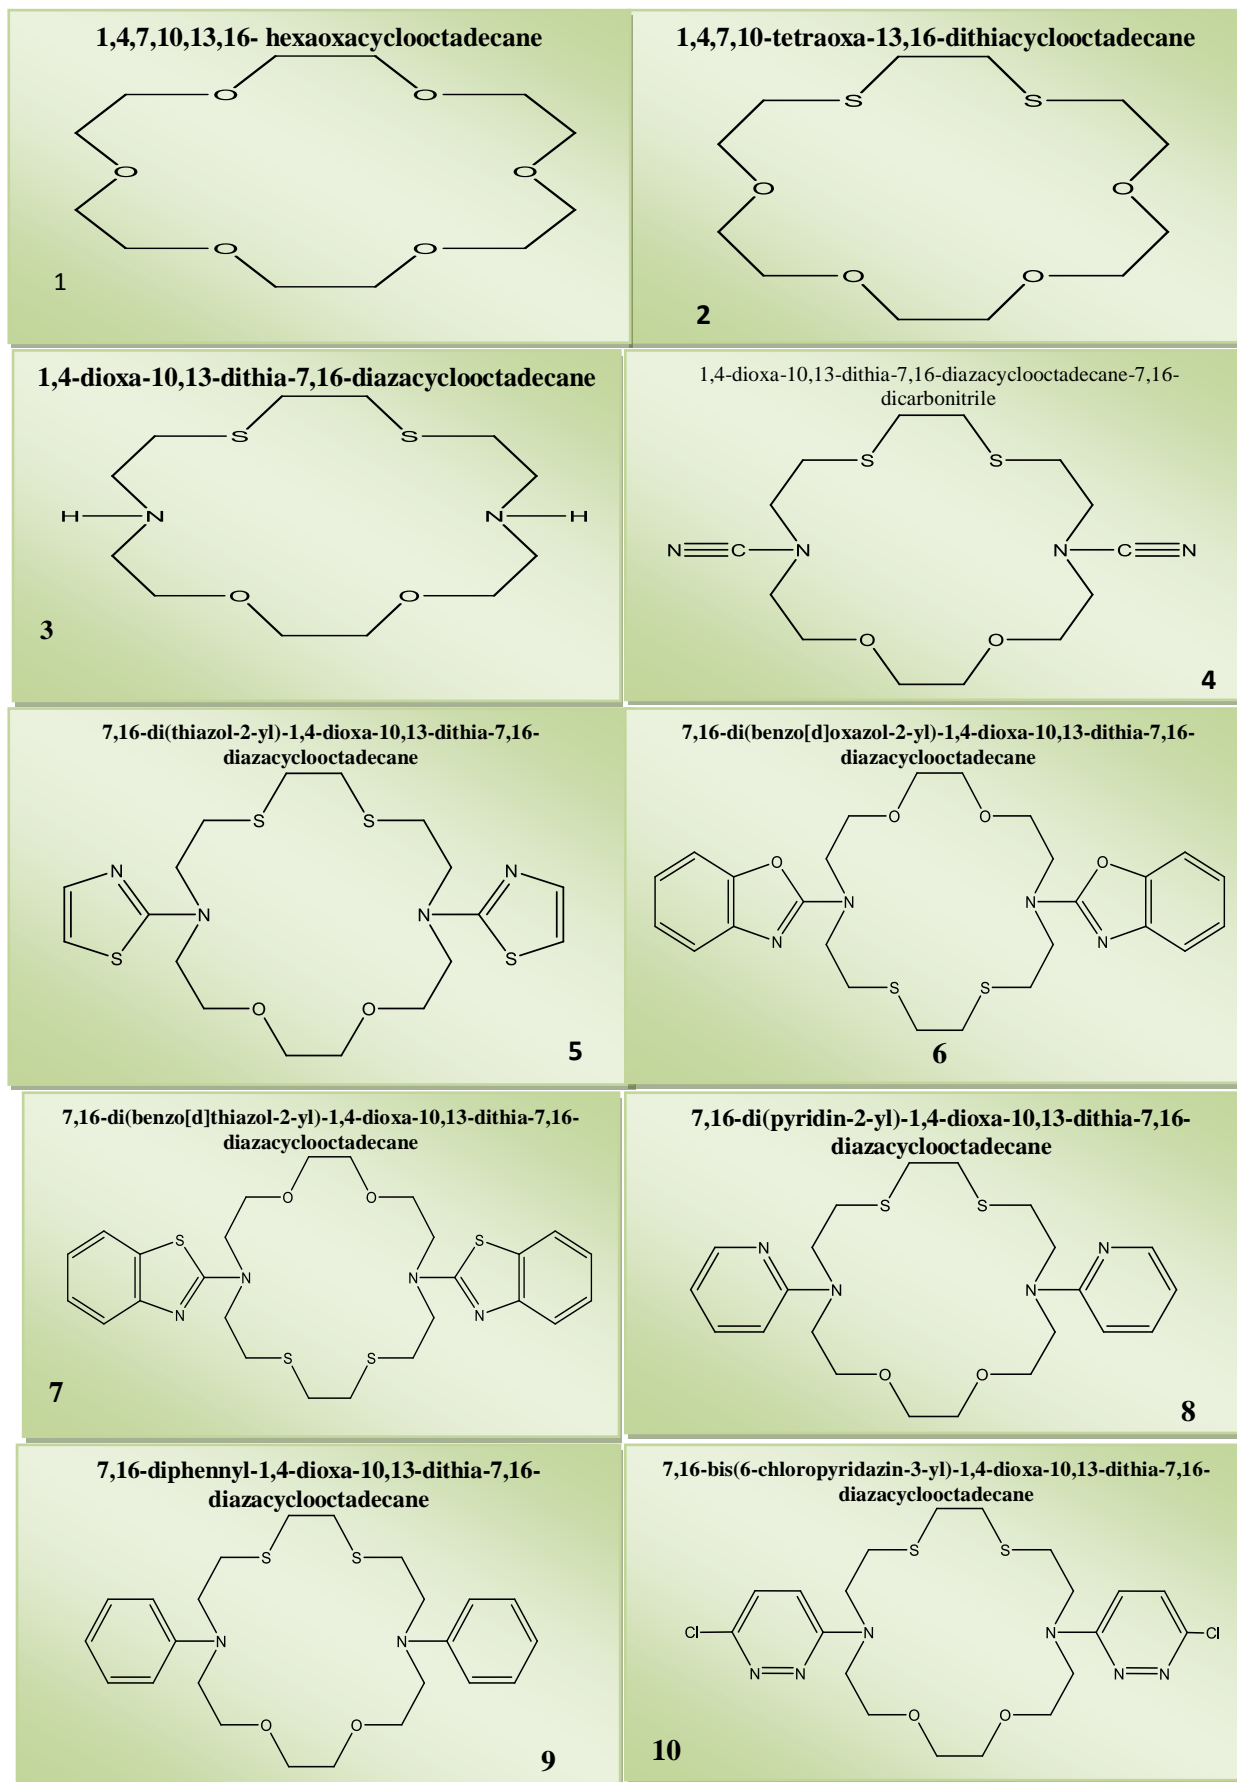 1,4,7,10,13,16- hexaoxacyclooctadecane
O O
O O
O O
1
1,4,7,10-tetraoxa-13,16-dithiacyclooctadecane
S S
O O
O O
2
1,4-dioxa-10,13-dithia-7,16-diazacyclooctadecane
S S
H N N H
O O
3
1,4-dioxa-10,13-dithia-7,16-diazacyclooctadecane-7,16-
dicarbonitrile
S S
N C N N C N
O O
4
7,16-di(thiazol-2-yl)-1,4-dioxa-10,13-dithia-7,16-
diazacyclooctadecane
S S
N N
N N
S S
O O
5
7,16-di(benzo[d]oxazol-2-yl)-1,4-dioxa-10,13-dithia-7,16-
diazacyclooctadecane
O O
O O
N N
N N
S S
6
7,16-di(benzo[d]thiazol-2-yl)-1,4-dioxa-10,13-dithia-7,16-
diazacyclooctadecane
O O
S S
N N
N N
S S
7
7,16-di(pyridin-2-yl)-1,4-dioxa-10,13-dithia-7,16-
diazacyclooctadecane
S S
N N
N N
O O
8
7,16-diphennyl-1,4-dioxa-10,13-dithia-7,16-
diazacyclooctadecane
S S
N N
O O
9
7,16-bis(6-chloropyridazin-3-yl)-1,4-dioxa-10,13-dithia-7,16-
diazacyclooctadecane
S S
Cl N N Cl
N N N N
O O
10